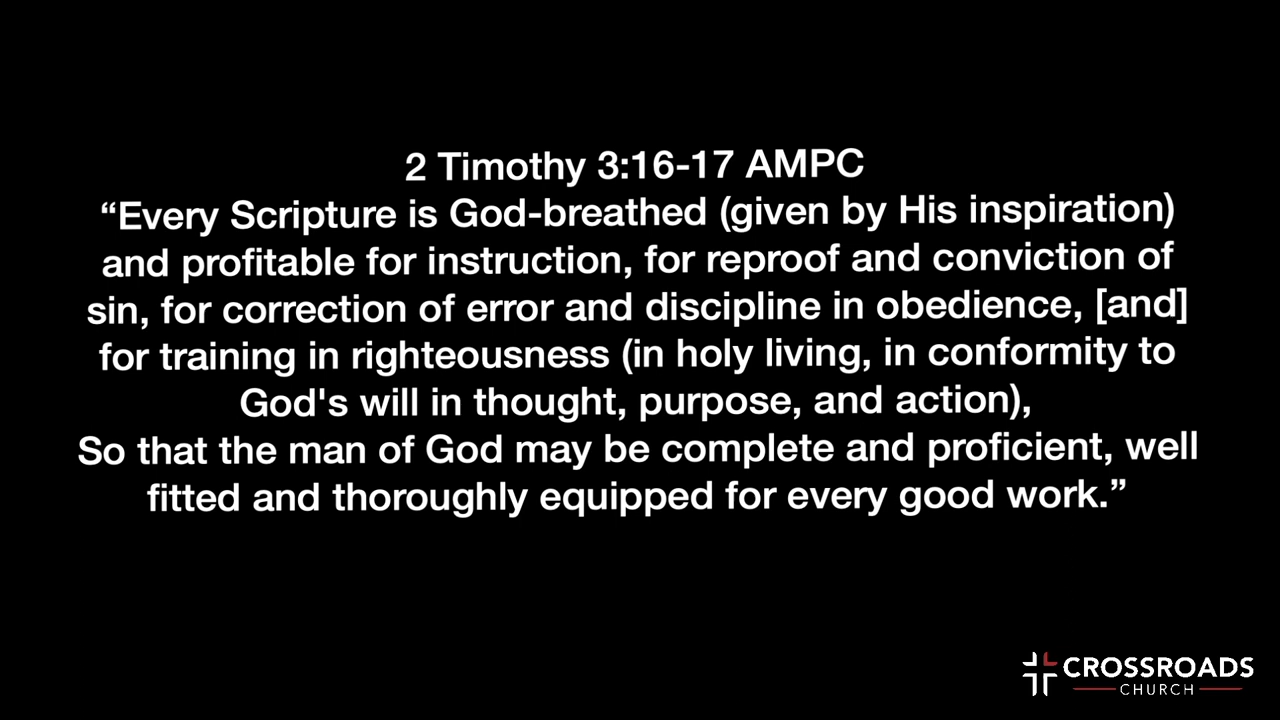 2 Timothy 3:16-17 AMPC
“Every Scripture is God-breathed (given by His inspiration)
and profitable for instruction, for reproof and conviction of
sin, for correction of error and discipline in obedience, [and]
for training in righteousness (in holy living, in conformity to
God's will in thought, purpose, and action),
So that the man of God may be complete and proficient, well
fitted and thoroughly equipped for every good work.”
CROSSROADS
CHURCH